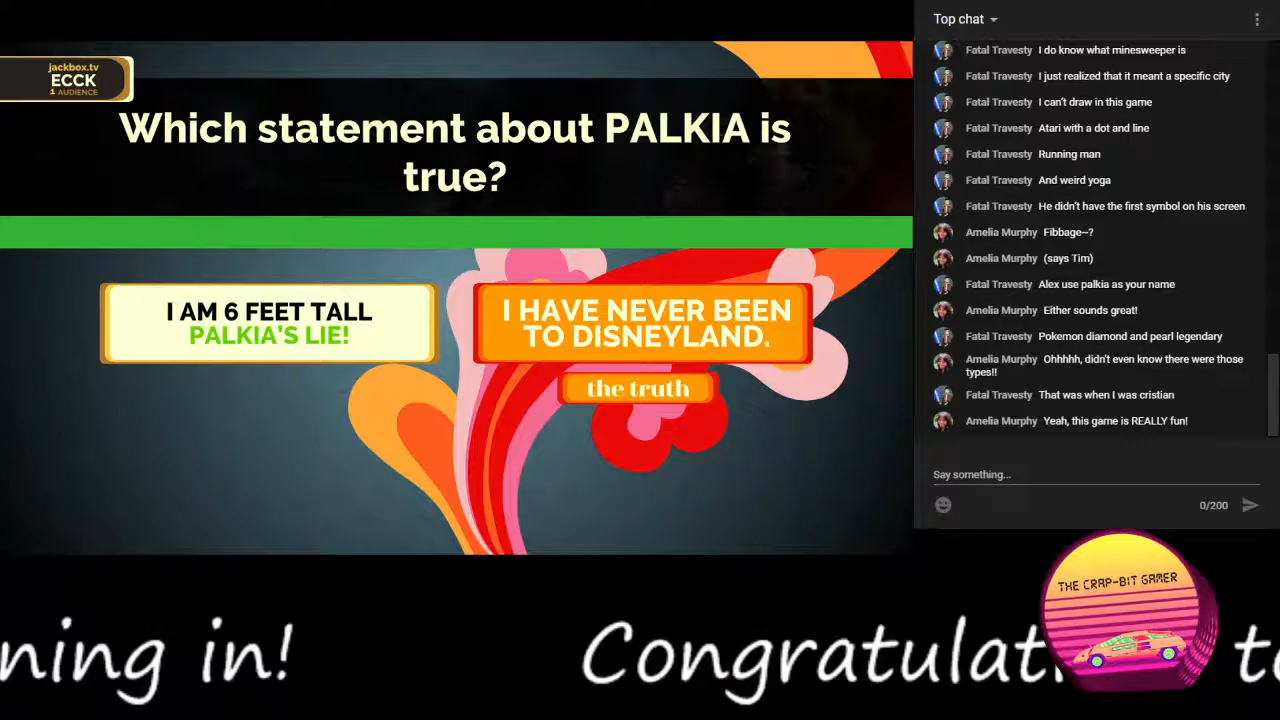 jackbox.tv
ECCK
1 AUDIENCE
Which statement about PALKIA is
true?
I AM 6 FEET TALL
PALKIA'S LIE!
I HAVE NEVER BEEN
TO DISNEYLAND.
the truth
Top chat
Fatal Travesty I do know what minesweeper is
Fatal Travesty I just realized that it meant a specific city
Fatal Travesty I can't draw in this game
Fatal Travesty Atari with a dot and line
Fatal Travesty Running man
Fatal Travesty And weird yoga
Fatal Travesty He didn't have the first symbol on his screen
Amelia Murphy Fibbage~?
Amelia Murphy (says Tim)
Fatal Travesty Alex use palkia as your name
Amelia Murphy Either sounds great!
Fatal Travesty Pokemon diamond and pearl legendary
Amelia Murphy Ohhhhh, didn't even know there were those
types!!
Fatal Travesty That was when I was cristian
Amelia Murphy Yeah, this game is REALLY fun!
Say something...
0/200
THE CRAP-BIT GAMER
ning in! Congratulati to